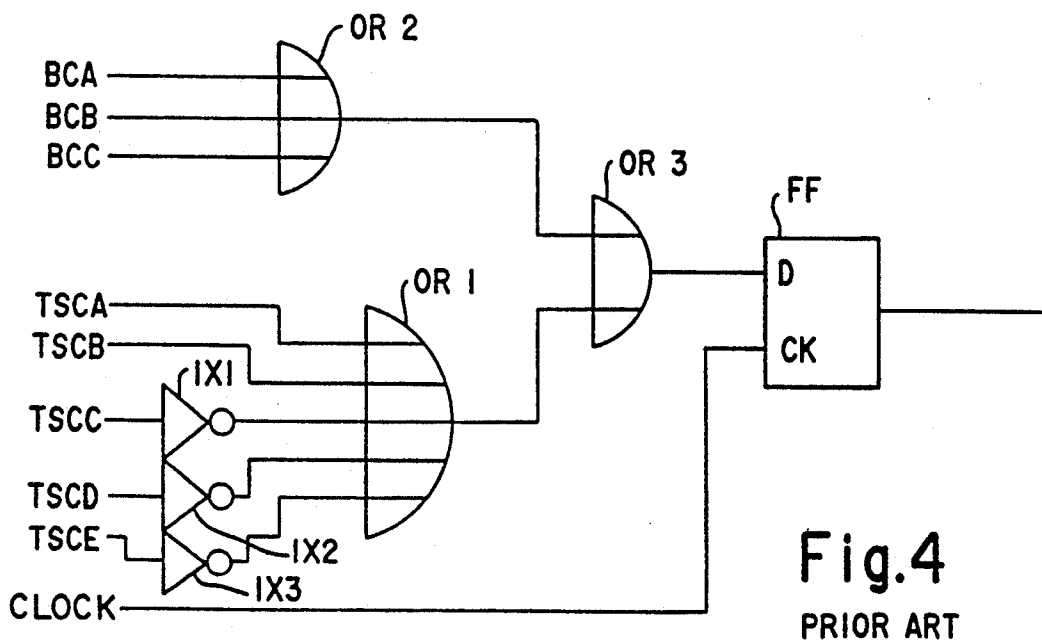 OR 2
BCA
BCB
BCC
OR 3
FF
D
CK
OR 1
TSCA
TSCB
IX1
TSCC
TSCD
TSCE
IX2
IX3
CLOCK
Fig.4
PRIOR ART